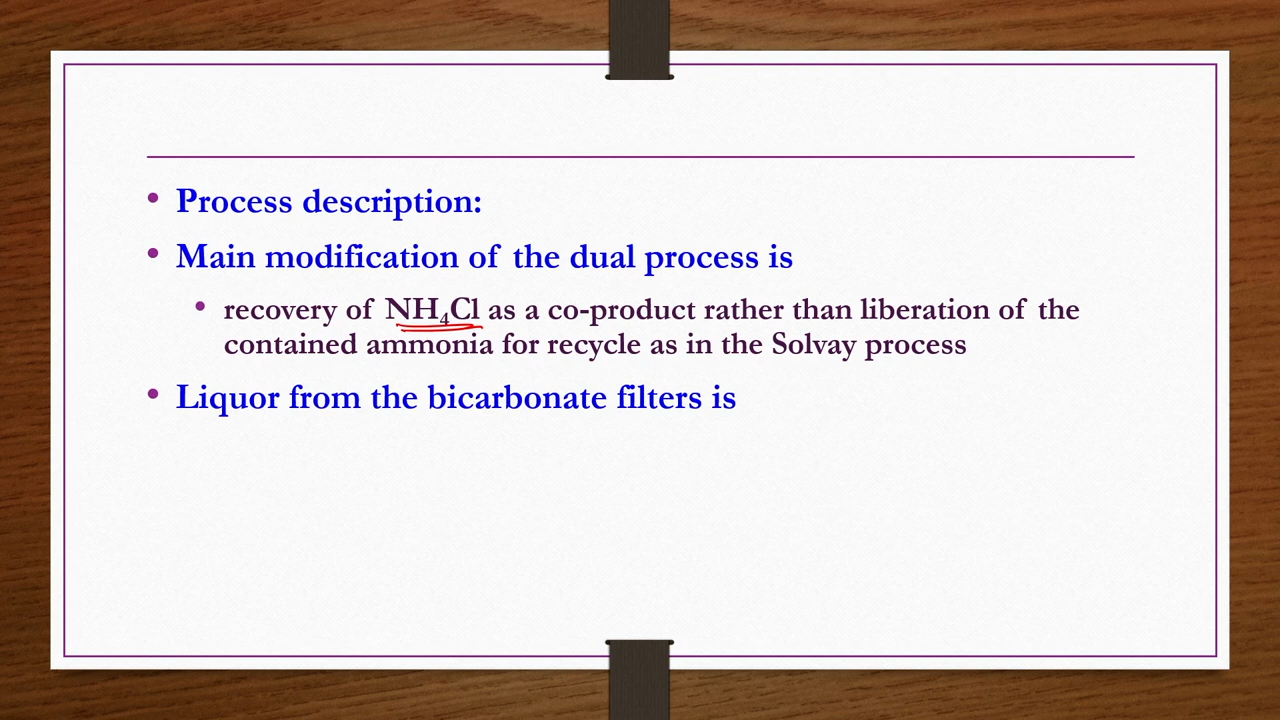 Process description:
Main modification of the dual process is
recovery of NH₄Cl as a co-product rather than liberation of the
contained ammonia for recycle as in the Solvay process
Liquor from the bicarbonate filters is